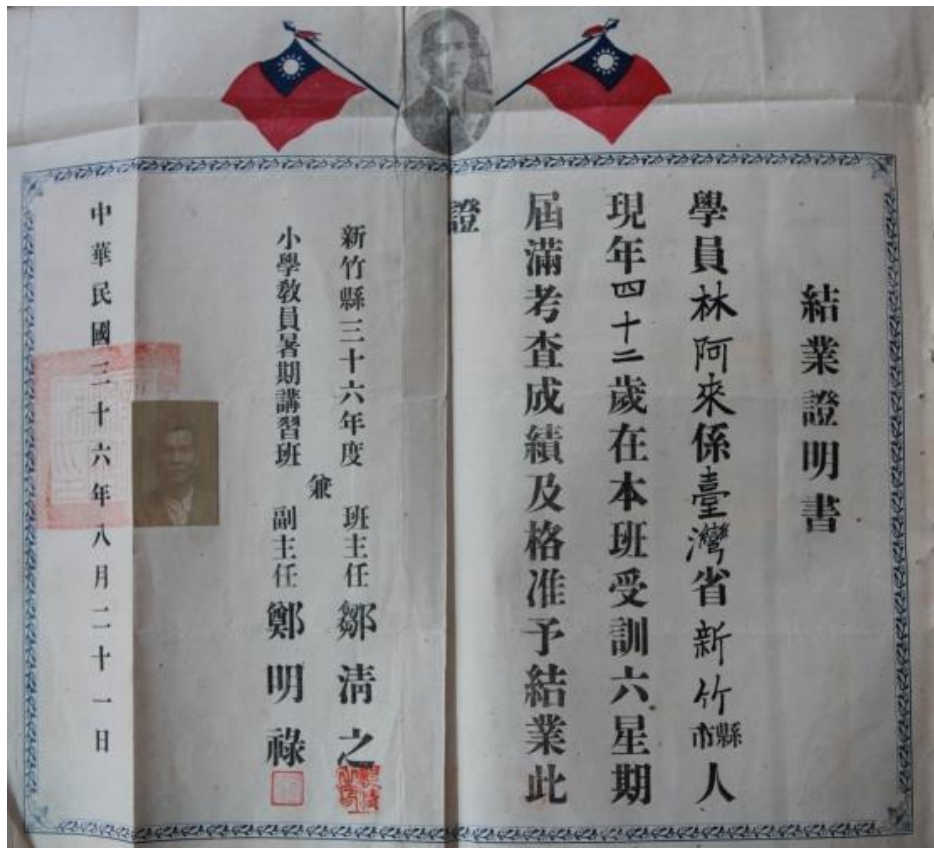 結業證明書
學員林阿來係臺灣省新竹縣市人
現年四十二歲在本班受訓六星期
屆滿考查成績及格准予結業此
證
新竹縣三十六年度
小學教員暑期講習班
兼
班主任鄒清之
副主任鄭明祿
中華民國三十六年八月二十一日